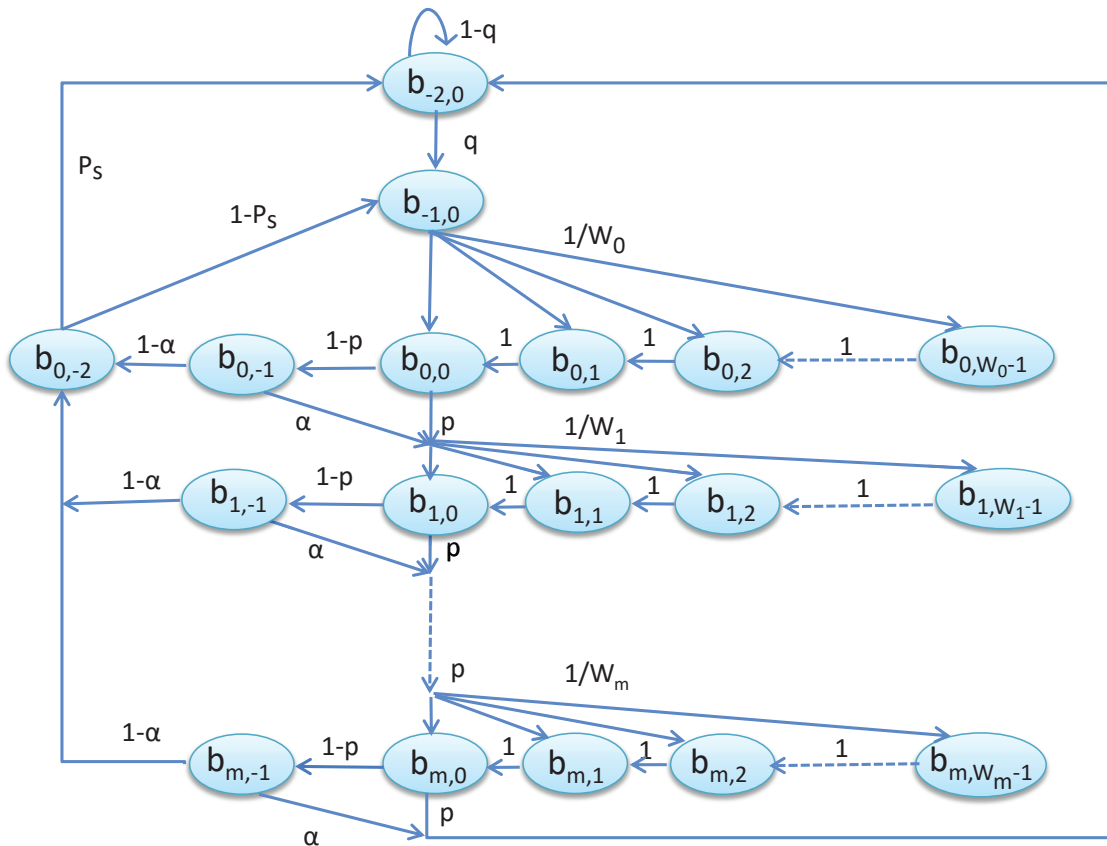 1-q
b-2,0
Ps
q
b-1,0
1-Ps
1/W0
b0,-2
1-α
b0,-1
1-p
b0,0
1
b0,1
1
b0,2
1
b0,W0-1
α
p
1/W1
1-α
b1,-1
1-p
b1,0
1
b1,1
1
b1,2
1
b1,W1-1
α
p
p
1/Wm
1-α
bm,-1
1-p
bm,0
1
bm,1
1
bm,2
1
bm,Wm-1
α
p